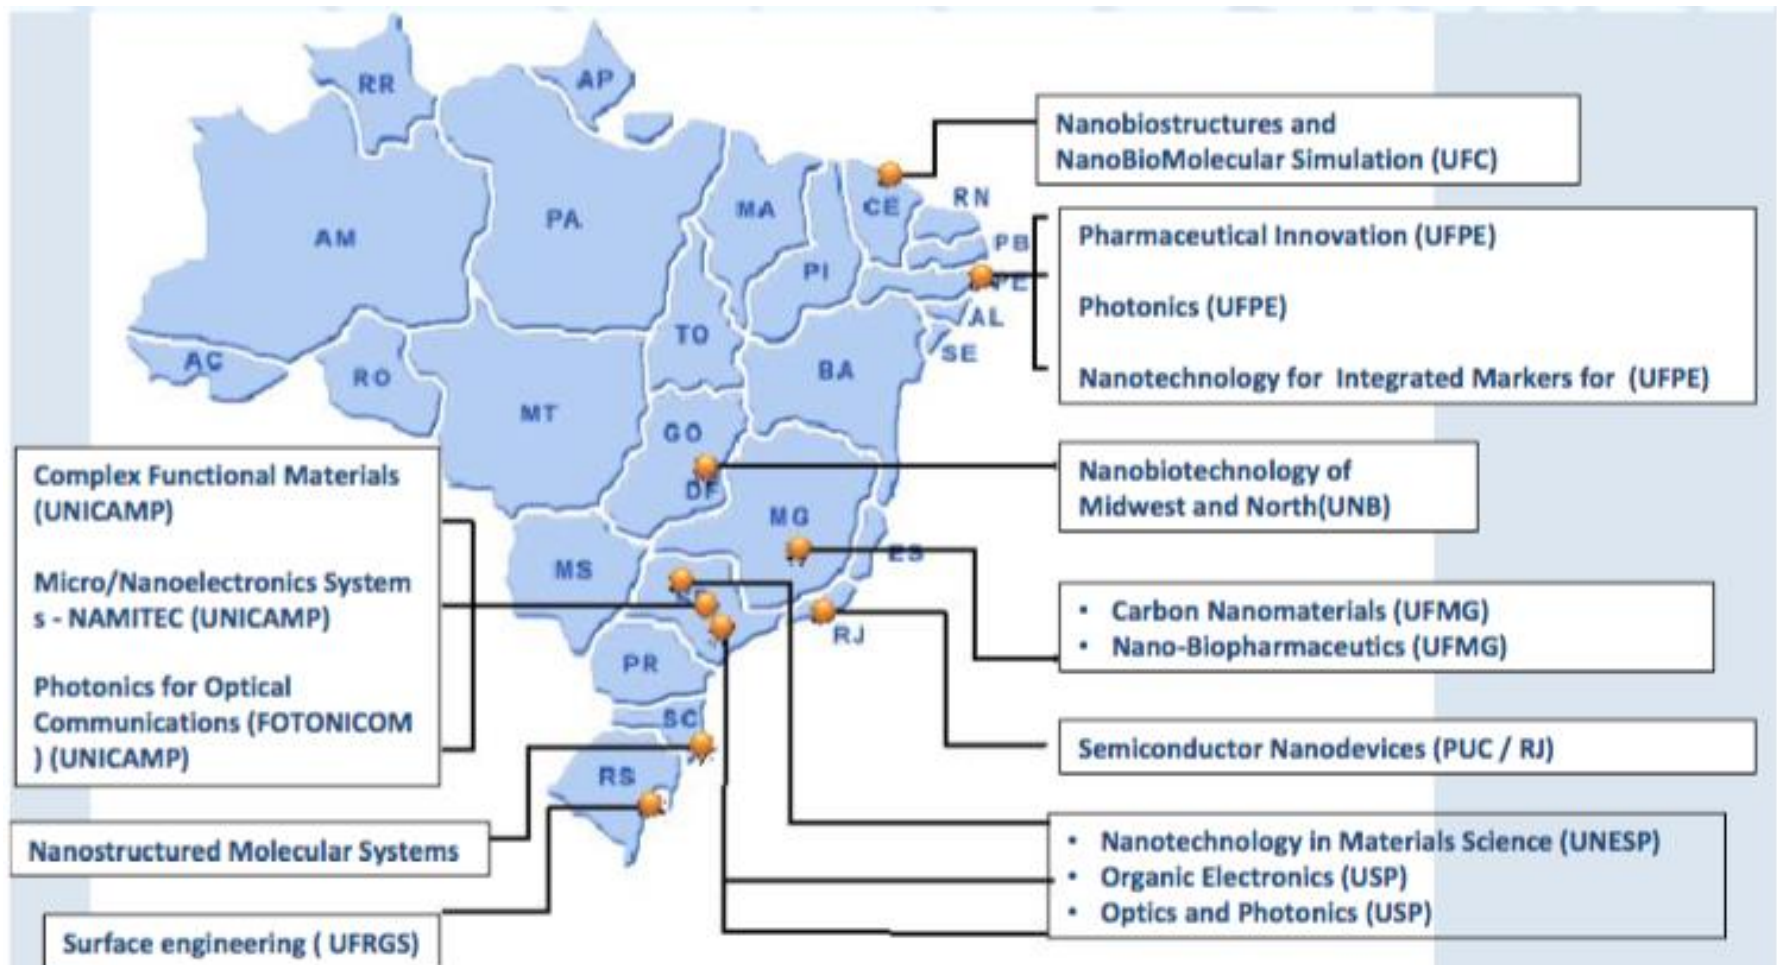 RR
AP
AM
PA
MA
CE
RN
PB
PI
PE
AL
SE
TO
BA
AC
RO
MT
GO
DF
MG
ES
MS
RJ
PR
SC
RS
Nanobiostructures and
NanoBioMolecular Simulation (UFC)
Pharmaceutical Innovation (UFPE)
Photonics (UFPE)
Nanotechnology for Integrated Markers for (UFPE)
Nanobiotechnology of
Midwest and North(UNB)
• Carbon Nanomaterials (UFMG)
• Nano-Biopharmaceutics (UFMG)
Semiconductor Nanodevices (PUC / RJ)
• Nanotechnology in Materials Science (UNESP)
• Organic Electronics (USP)
• Optics and Photonics (USP)
Complex Functional Materials
(UNICAMP)
Micro/Nanoelectronics System
s - NAMITEC (UNICAMP)
Photonics for Optical
Communications (FOTONICOM
) (UNICAMP)
Nanostructured Molecular Systems
Surface engineering ( UFRGS)